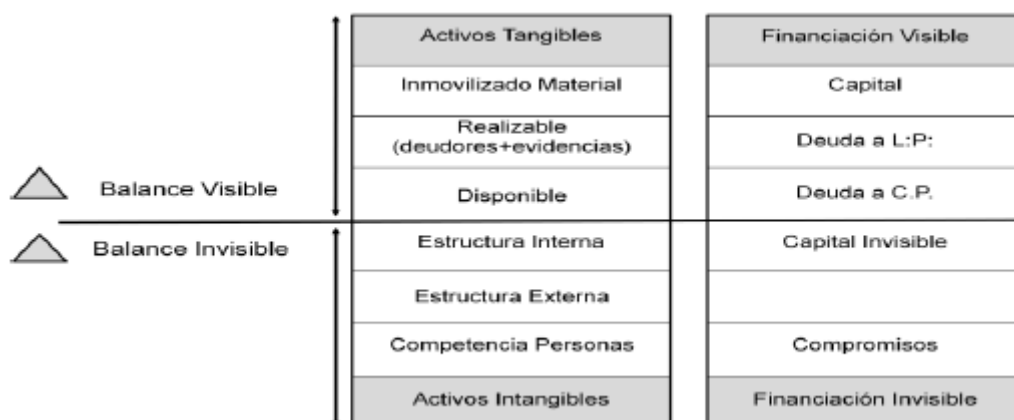 Activos Tangibles
Financiación Visible
Inmovilizado Material
Capital
Realizable
(deudores+evidencias)
Deuda a L:P:
Balance Visible
Disponible
Deuda a C.P.
Balance Invisible
Estructura Interna
Capital Invisible
Estructura Externa
Competencia Personas
Compromisos
Activos Intangibles
Financiación Invisible